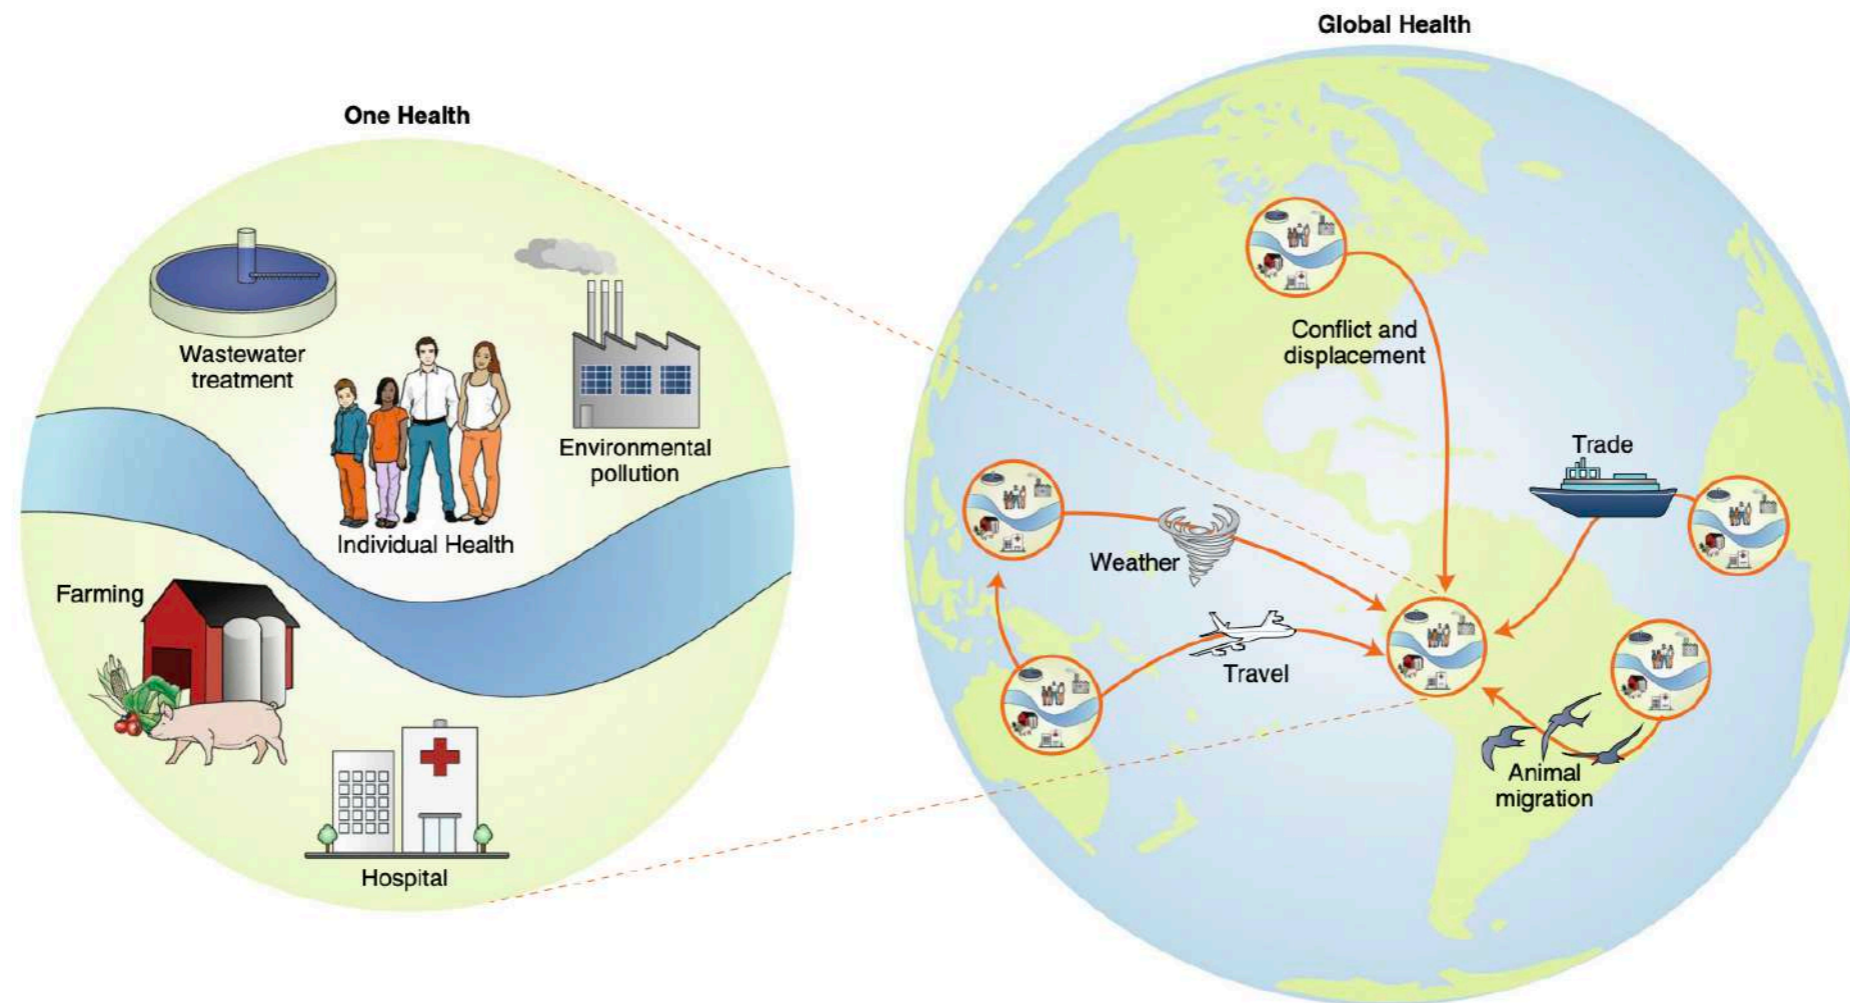 Global Health
One Health
Wastewater
treatment
Environmental
pollution
Individual Health
Farming
Hospital
Conflict and
displacement
Trade
Weather
Travel
Animal
migration